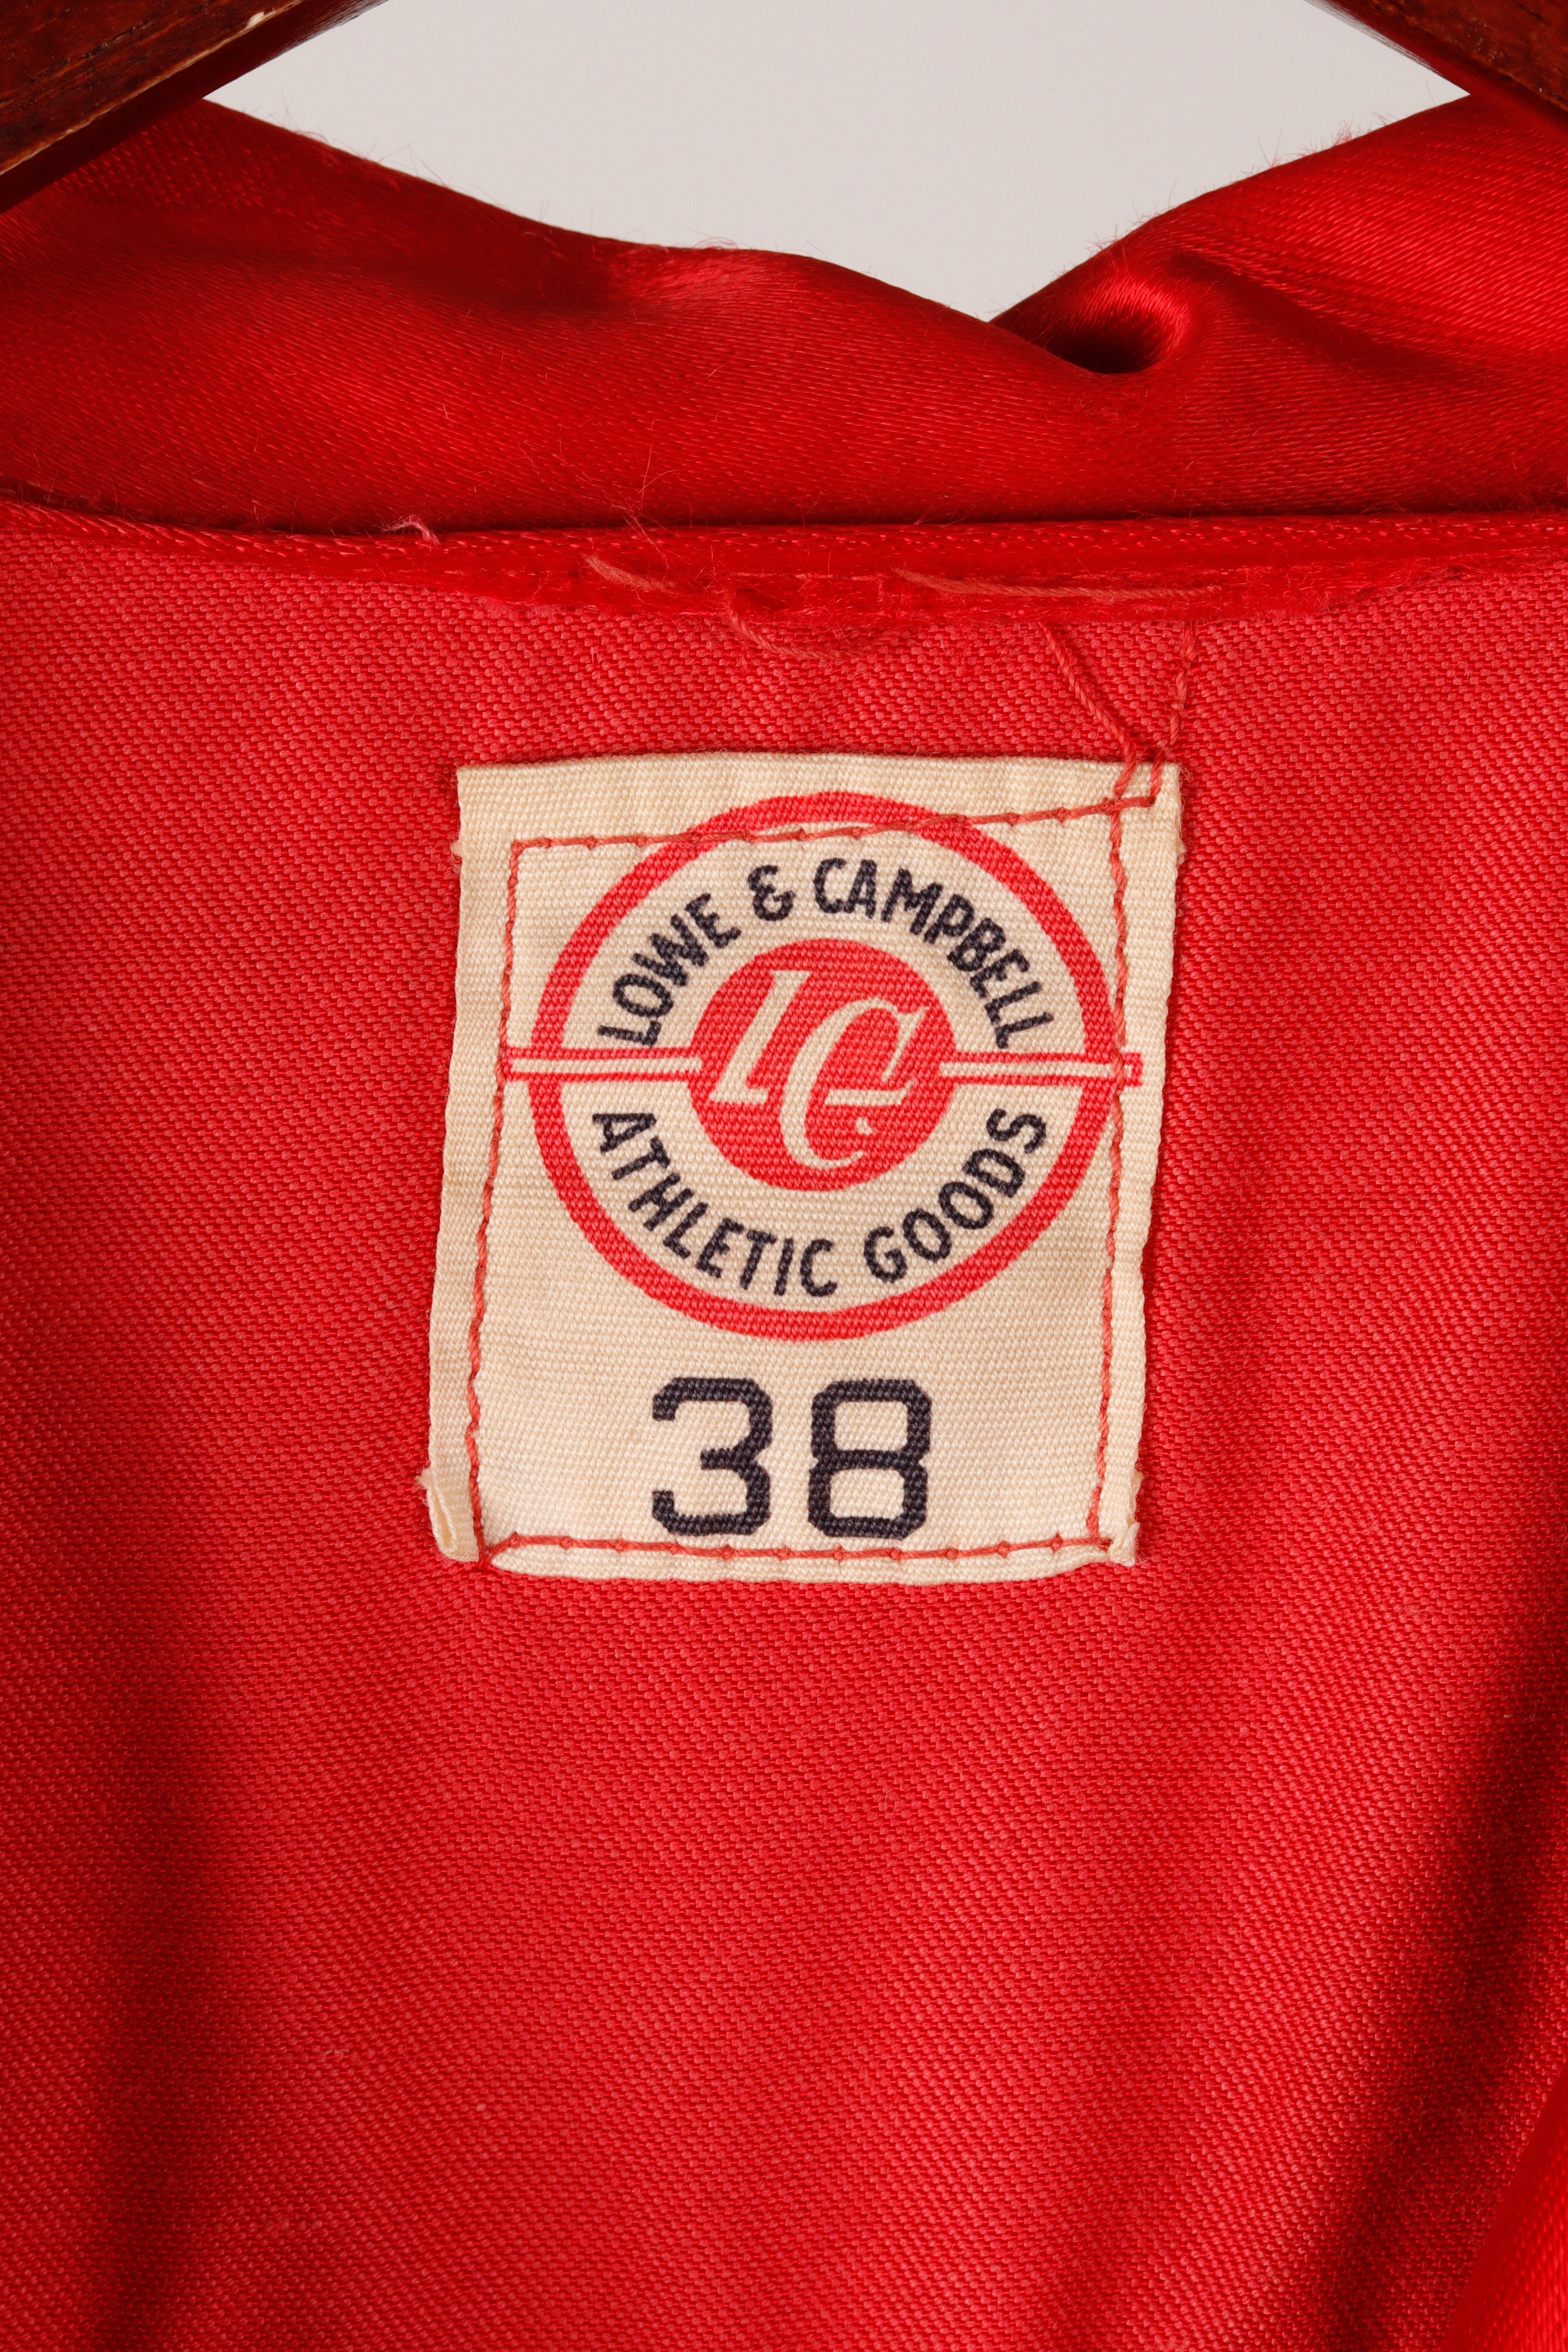 LOWE & CAMPBELL
LC.
ATHLETIC GOODS
38